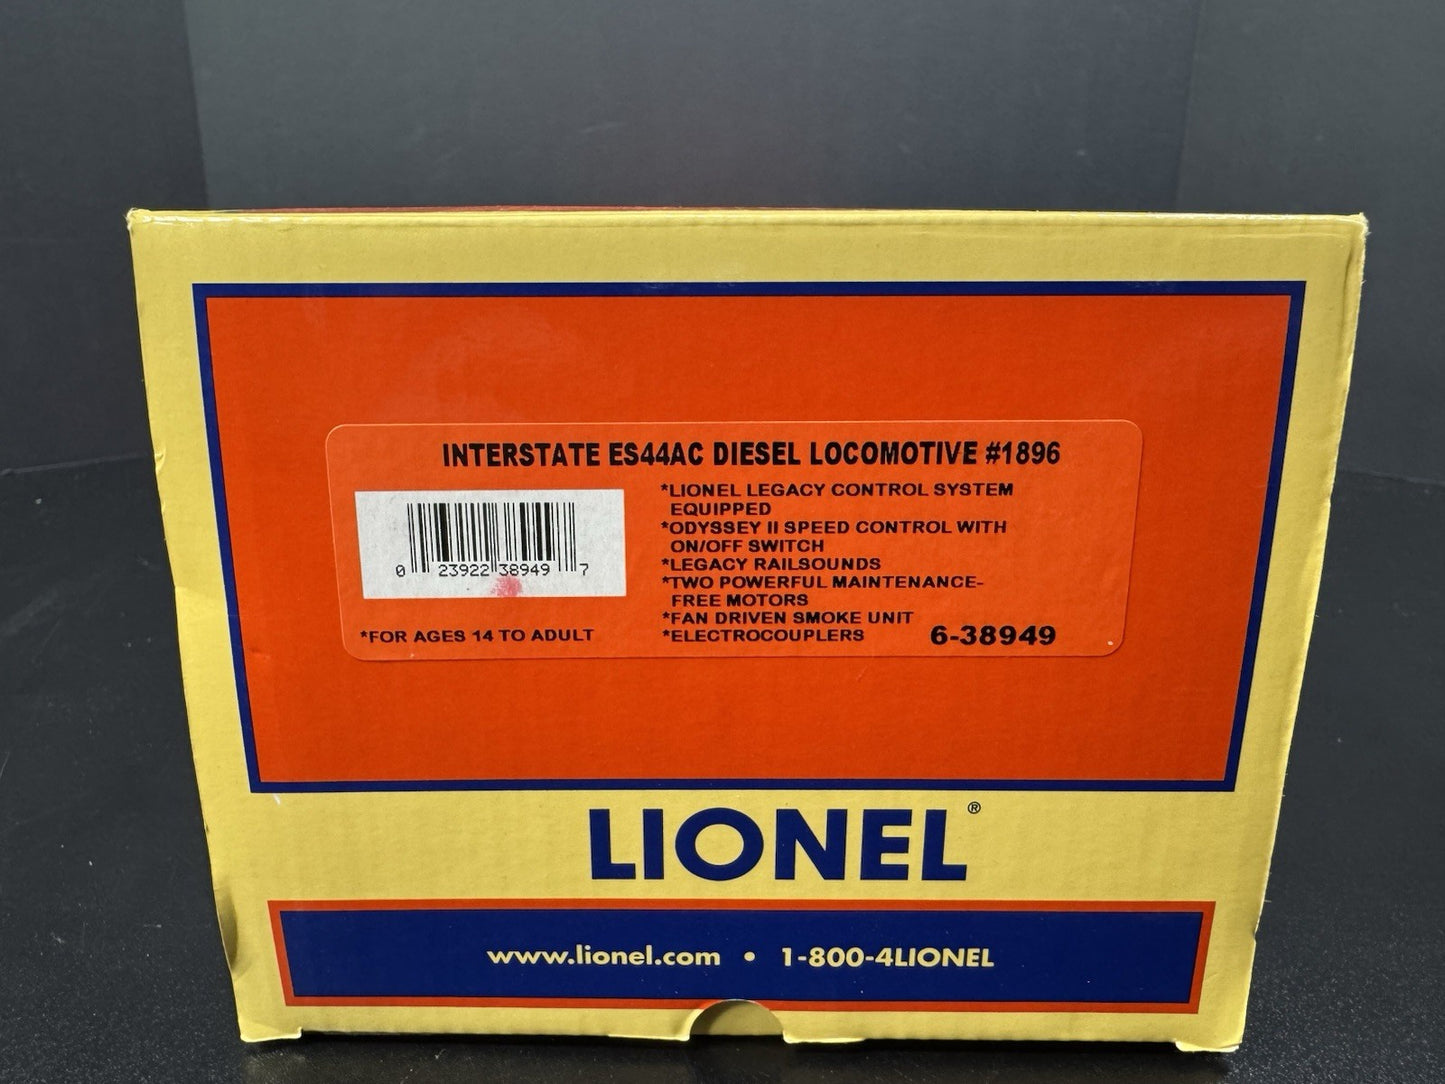 INTERSTATE ES44AC DIESEL LOCOMOTIVE #1896
*LIONEL LEGACY CONTROL SYSTEM
EQUIPPED
*ODYSSEY II SPEED CONTROL WITH
ON/OFF SWITCH
*LEGACY RAILSOUNDS
*TWO POWERFUL MAINTENANCE-
FREE MOTORS
*FAN DRIVEN SMOKE UNIT
*ELECTROCOUPLERS 6-38949
0 23922 38949 7
*FOR AGES 14 TO ADULT
LIONEL®
www.lionel.com • 1-800-4LIONEL